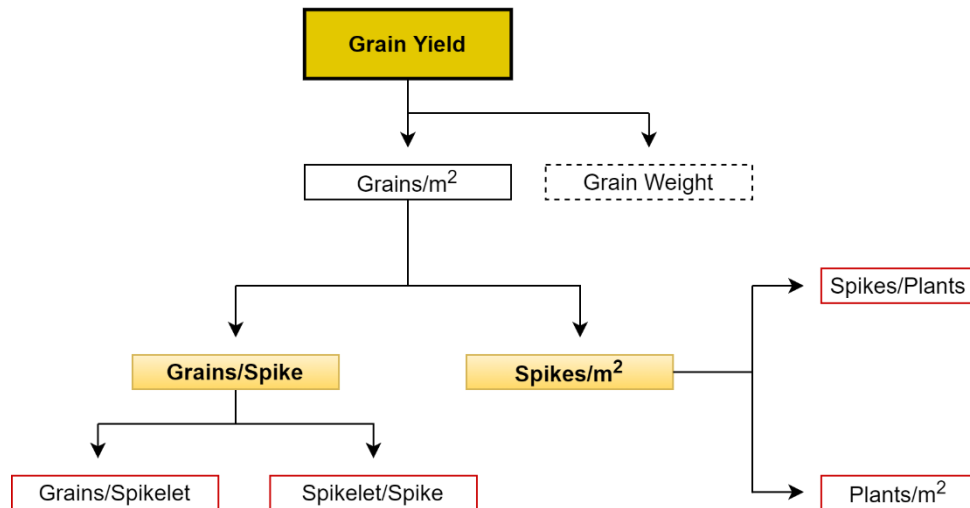 Grain Yield
Grains/m²
Grain Weight
Spikes/Plants
Grains/Spike
Spikes/m²
Grains/Spikelet
Spikelet/Spike
Plants/m²